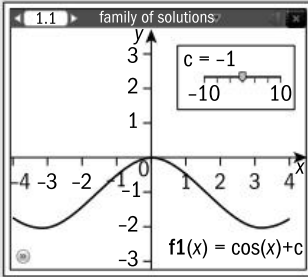 1.1 family of solutions
y
3
c = –1
2
–10 10
1
0 x
–4 –3 –2 –1 1 2 3 4
–1
–2
f1(x) = cos(x)+c
–3